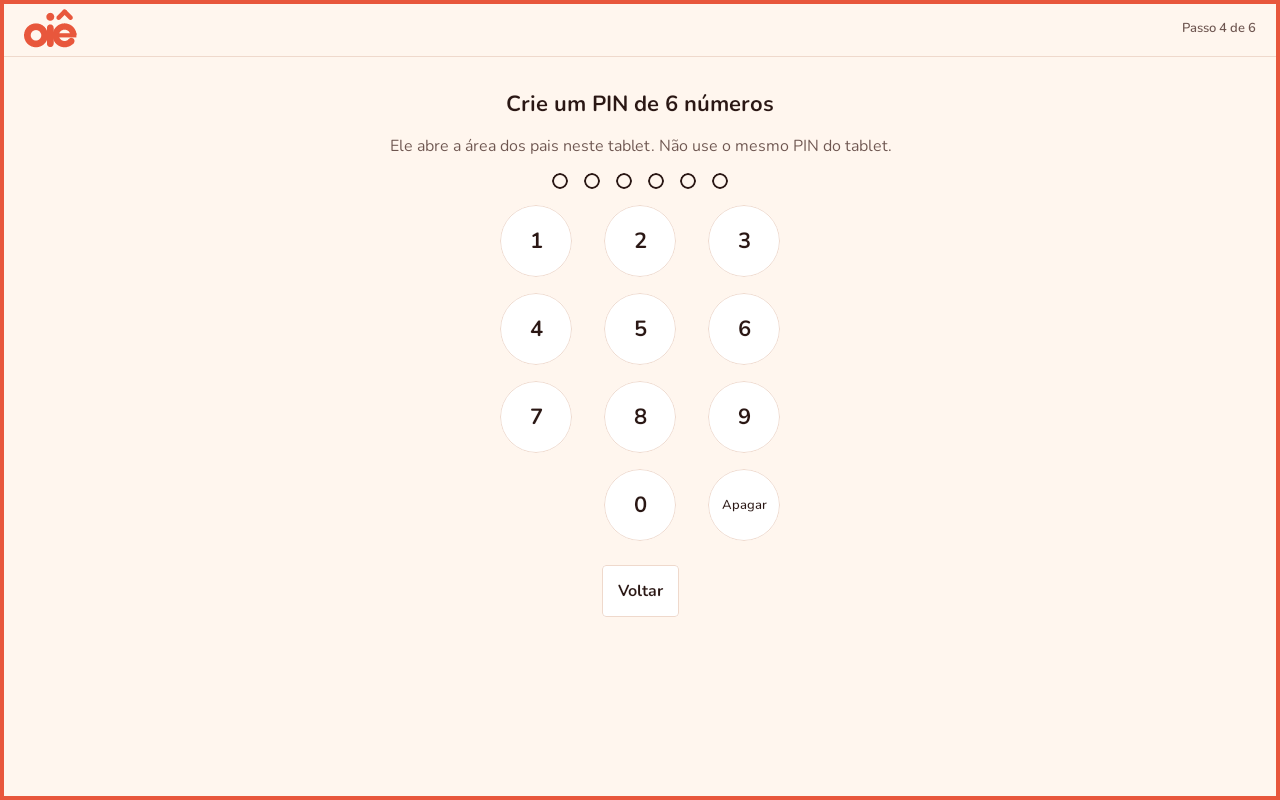 oiê
Passo 4 de 6
Crie um PIN de 6 números
Ele abre a área dos pais neste tablet. Não use o mesmo PIN do tablet.
1 2 3
4 5 6
7 8 9
0 Apagar
Voltar